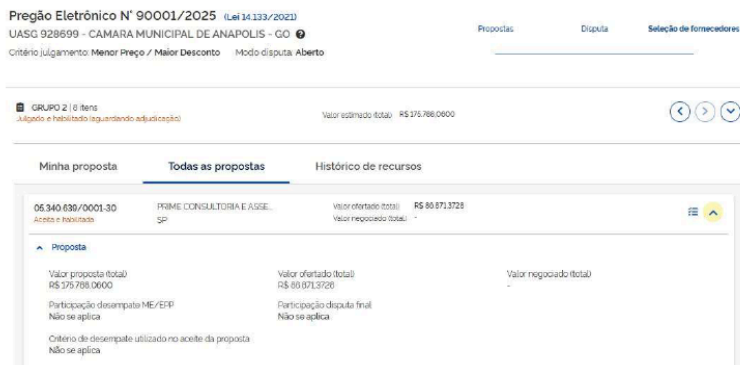 Pregão Eletrônico N° 90001/2025 (Lei 14.133/2021)
UASG 928699 - CAMARA MUNICIPAL DE ANAPOLIS - GO
Critério julgamento: Menor Preço / Maior Desconto Modo disputa: Aberto
Propostas Disputa Seleção de fornecedores
GRUPO 2 | 8 itens
Julgado e habilitado (aguardando adjudicação)
Valor estimado (total) R$ 175.788,0600
Minha proposta Todas as propostas Histórico de recursos
05.340.639/0001-30 PRIME CONSULTORIA E ASSE... Valor ofertado (total) R$ 86.871,3728
Aceita e habilitada SP Valor negociado (total) -
Proposta
Valor proposta (total) Valor ofertado (total) Valor negociado (total)
R$ 175.788,0600 R$ 86.871,3728 -
Participação desempate ME/EPP Participação disputa final
Não se aplica Não se aplica
Critério de desempate utilizado no aceite da proposta
Não se aplica